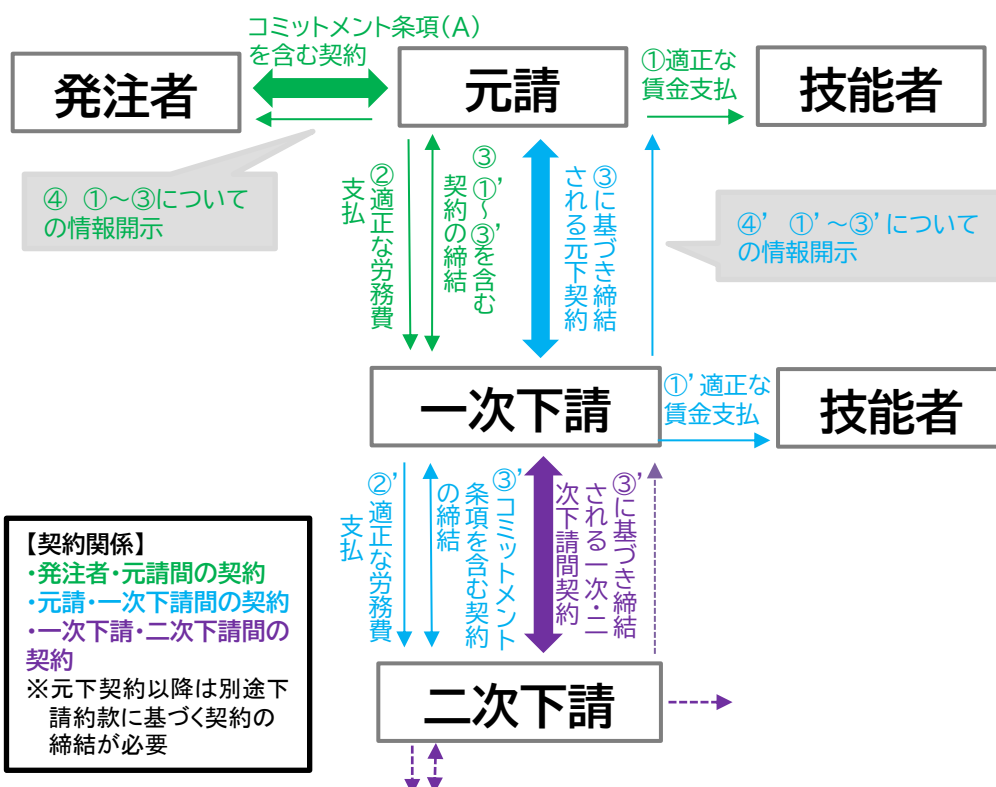 コミットメント条項(A)
を含む契約
発注者
元請
①適正な
賃金支払
技能者
④ ①～③について
の情報開示
②適正な労務費
支払
③①’～③’を含む
契約の締結
③に基づき締結
される元下契約
④’ ①’～③’について
の情報開示
一次下請
①’適正な
賃金支払
技能者
②’適正な労務費
支払
③’コミットメント
条項を含む契約
の締結
③’に基づき締結
される一次・二
次下請間契約
【契約関係】
・発注者・元請間の契約
・元請・一次下請間の契約
・一次下請・二次下請間の
契約
※元下契約以降は別途下
請約款に基づく契約の
締結が必要
二次下請